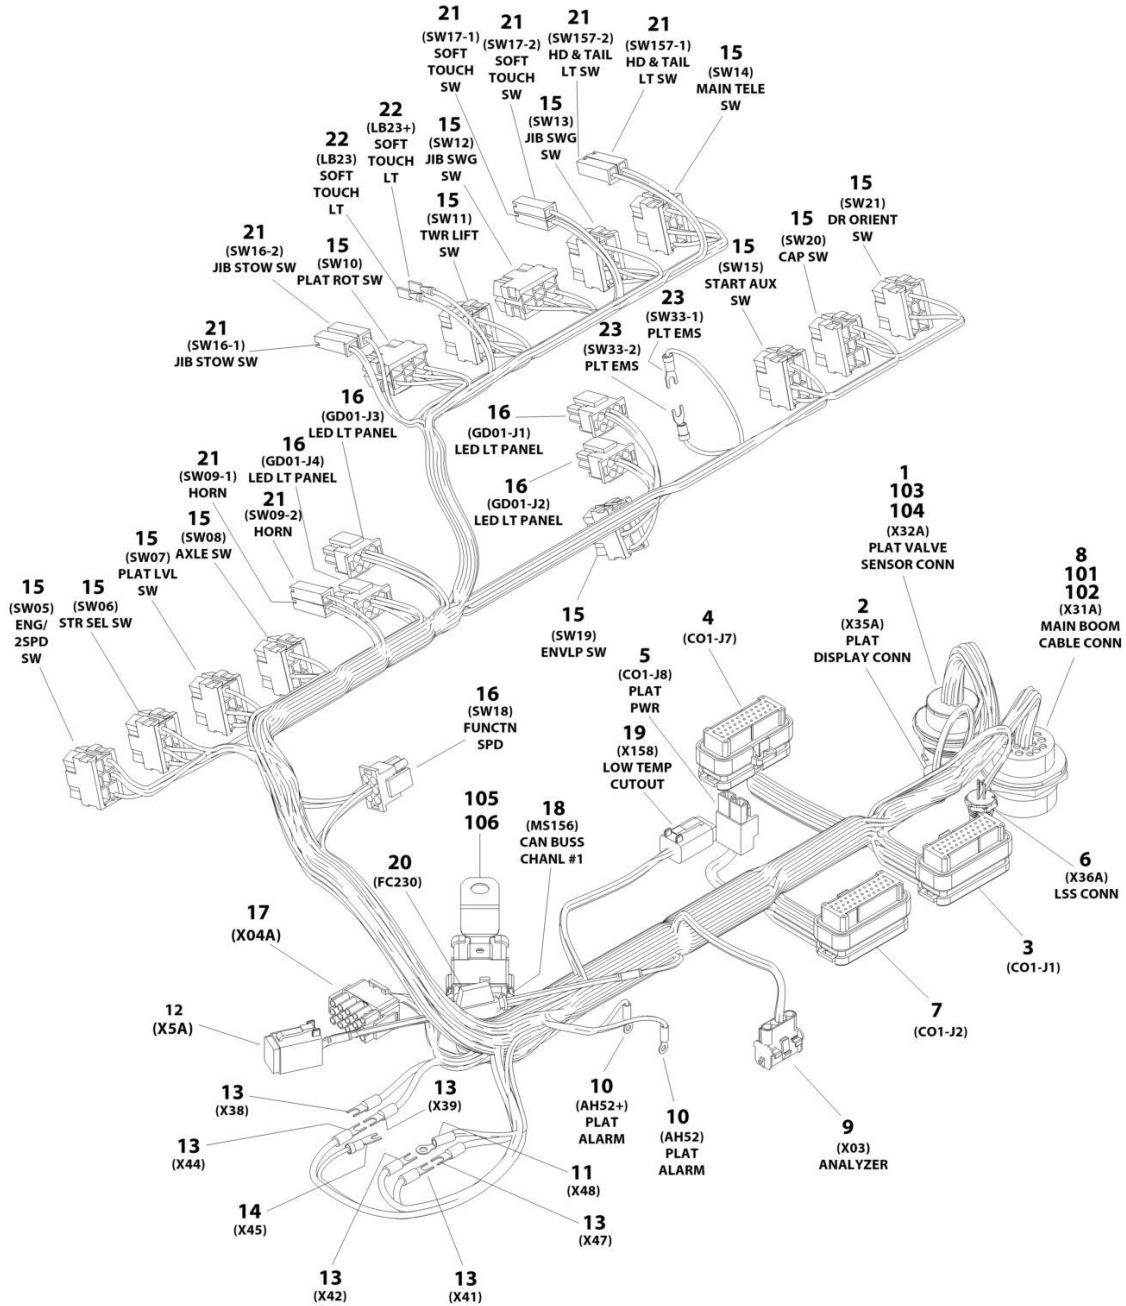 21
(SW17-1)
SOFT
TOUCH
SW
21
(SW17-2)
SOFT
TOUCH
SW
21
(SW157-2)
HD & TAIL
LT SW
21
(SW157-1)
HD & TAIL
LT SW
15
(SW14)
MAIN TELE
SW
22
(LB23)
SOFT
TOUCH
LT
22
(LB23+)
SOFT
TOUCH
LT
15
(SW12)
JIB SWG
SW
15
(SW13)
JIB SWG
SW
15
(SW11)
TWR LIFT
SW
21
(SW16-2)
JIB STOW SW
15
(SW10)
PLAT ROT SW
15
(SW21)
DR ORIENT
SW
15
(SW20)
CAP SW
15
(SW15)
START AUX
SW
23
(SW33-1)
PLT EMS
23
(SW33-2)
PLT EMS
21
(SW16-1)
JIB STOW SW
16
(GD01-J3)
LED LT PANEL
16
(GD01-J1)
LED LT PANEL
16
(GD01-J4)
LED LT PANEL
16
(GD01-J2)
LED LT PANEL
21
(SW09-1)
HORN
21
(SW09-2)
HORN
15
(SW08)
AXLE SW
15
(SW07)
PLAT LVL
SW
15
(SW06)
STR SEL SW
15
(SW05)
ENG/
2SPD
SW
15
(SW19)
ENVLP SW
1
103
104
(X32A)
PLAT VALVE
SENSOR CONN
8
101
102
(X31A)
MAIN BOOM
CABLE CONN
2
(X35A)
PLAT
DISPLAY CONN
4
(CO1-J7)
5
(CO1-J8)
PLAT
PWR
19
(X158)
LOW TEMP
CUTOUT
16
(SW18)
FUNCTN
SPD
105
106
18
(MS156)
CAN BUSS
CHANL #1
20
(FC230)
17
(X04A)
12
(X5A)
6
(X36A)
LSS CONN
3
(CO1-J1)
7
(CO1-J2)
9
(X03)
ANALYZER
10
(AH52+)
PLAT
ALARM
10
(AH52)
PLAT
ALARM
13
(X38)
13
(X39)
13
(X44)
14
(X45)
11
(X48)
13
(X47)
13
(X42)
13
(X41)